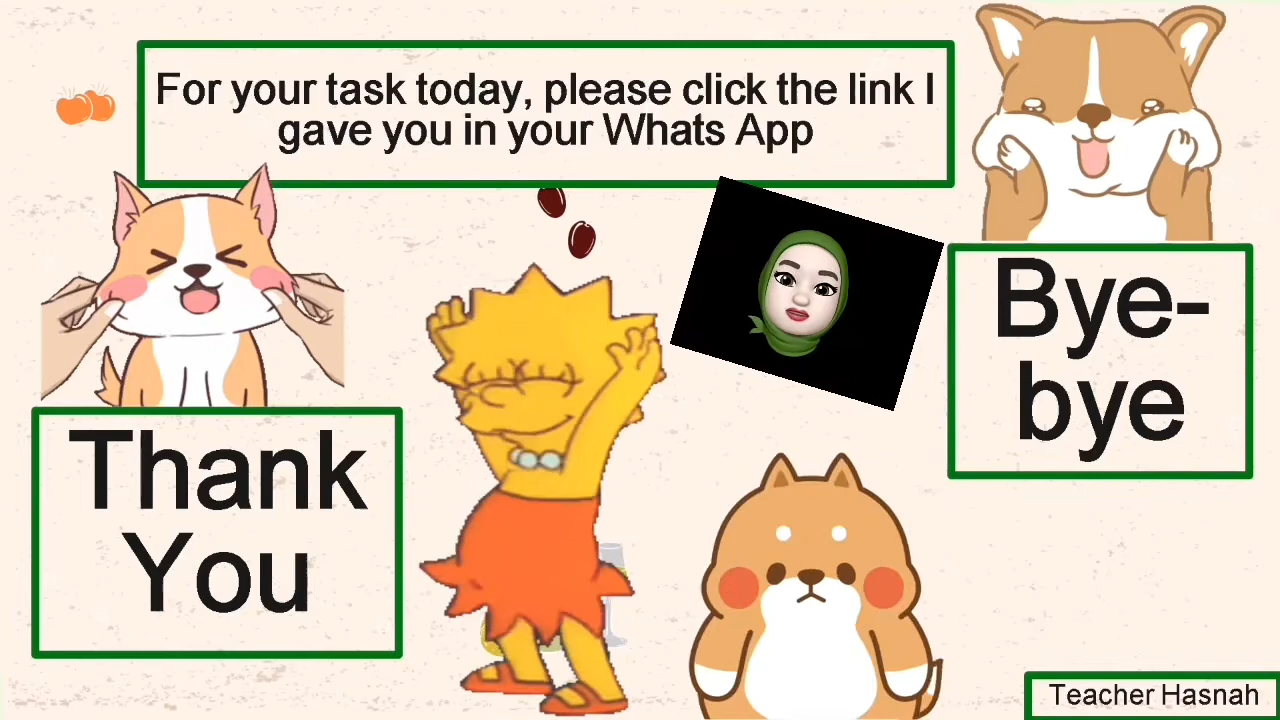 For your task today, please click the link I
gave you in your Whats App
Bye-
bye
Thank
You
Teacher Hasnah